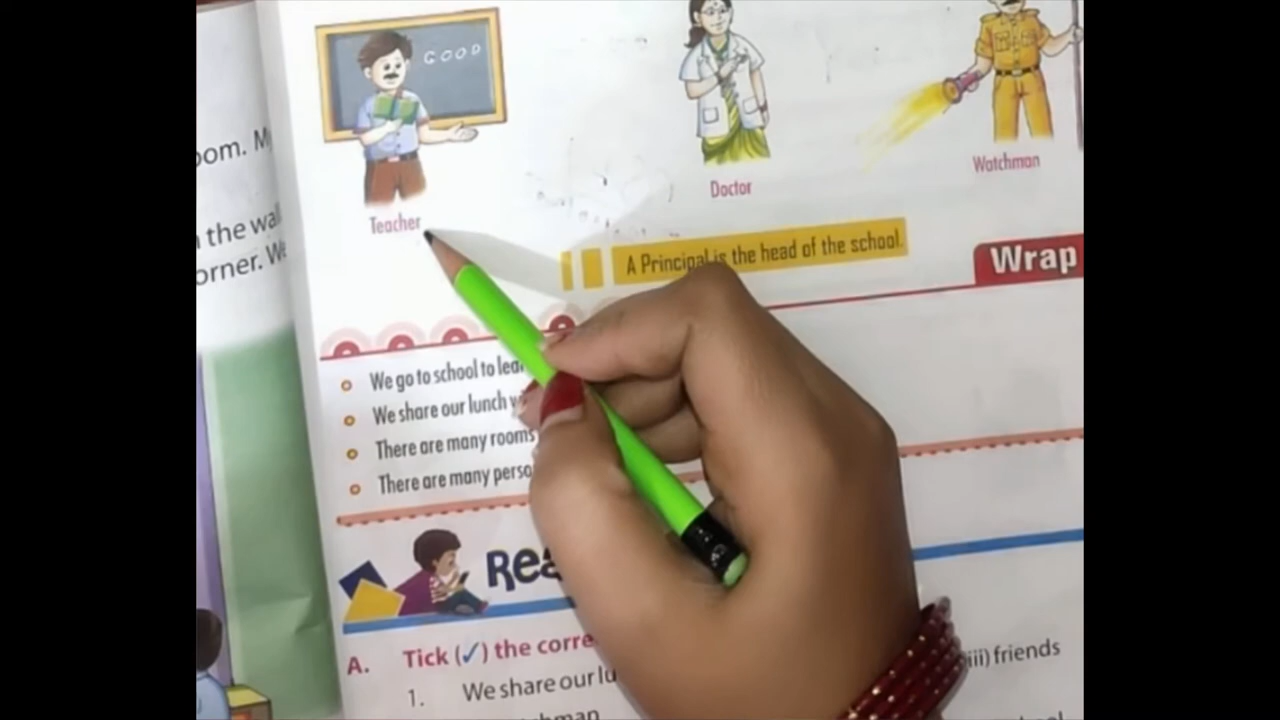 GOOD
Teacher
Doctor
Watchman
oom. M
n the wal
orner. We
A Principal is the head of the school.
Wrap
We go to school to lea
We share our lunch w
There are many rooms
There are many perso
Rea
A. Tick (✓) the corre
1. We share our lu
iii) friends